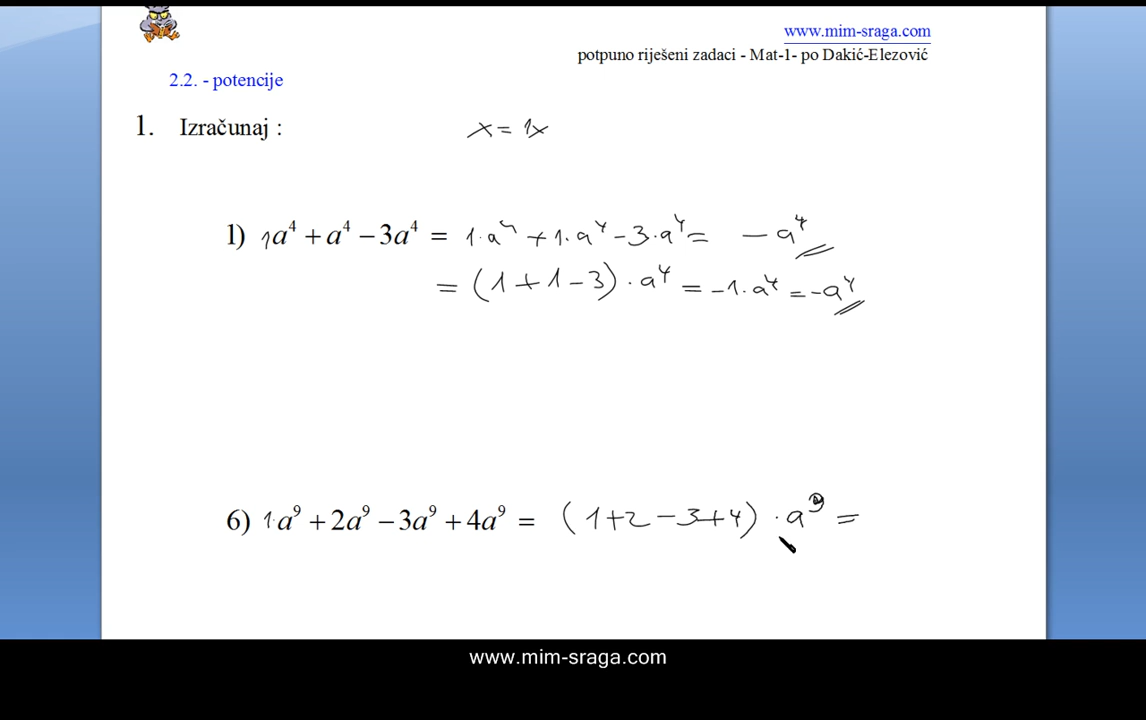 www.mim-sraga.com
potpuno riješeni zadaci - Mat-1- po Dakić-Elezović
2.2. - potencije
1. Izračunaj :
x = 1x
1) 1a⁴ + a⁴ − 3a⁴ = 1·a⁴ + 1·a⁴ − 3·a⁴ = − a⁴
= (1 + 1 − 3) · a⁴ = −1·a⁴ = −a⁴
6) 1·a⁹ + 2a⁹ − 3a⁹ + 4a⁹ = (1+2−3+4) · a⁹ =
www.mim-sraga.com